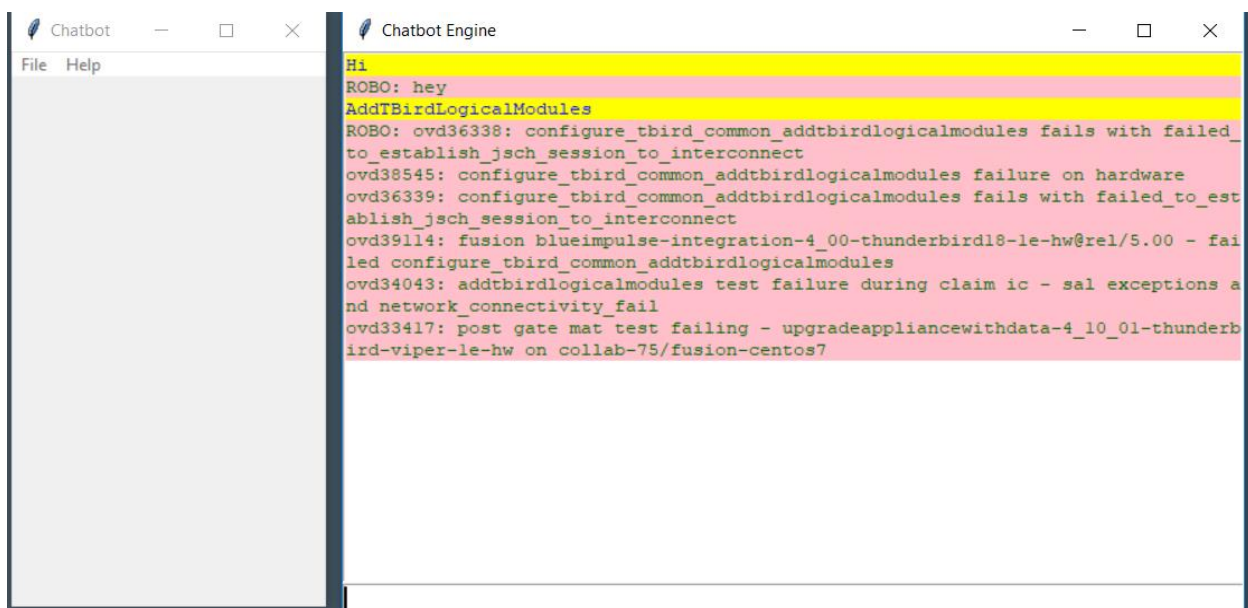 Chatbot
File Help
Chatbot Engine
Hi
ROBO: hey
AddTBirdLogicalModules
ROBO: ovd36338: configure_tbird_common_addtbirdlogicalmodules fails with failed_
to_establish_jsch_session_to_interconnect
ovd38545: configure_tbird_common_addtbirdlogicalmodules failure on hardware
ovd36339: configure_tbird_common_addtbirdlogicalmodules fails with failed_to_est
ablish_jsch_session_to_interconnect
ovd39114: fusion blueimpulse-integration-4_00-thunderbird18-1e-hw@rel/5.00 - fai
led configure_tbird_common_addtbirdlogicalmodules
ovd34043: addtbirdlogicalmodules test failure during claim ic - sal exceptions a
nd network_connectivity_fail
ovd33417: post gate mat test failing - upgradeappliancewithdata-4_10_01-thunderb
ird-viper-1e-hw on collab-75/fusion-centos7